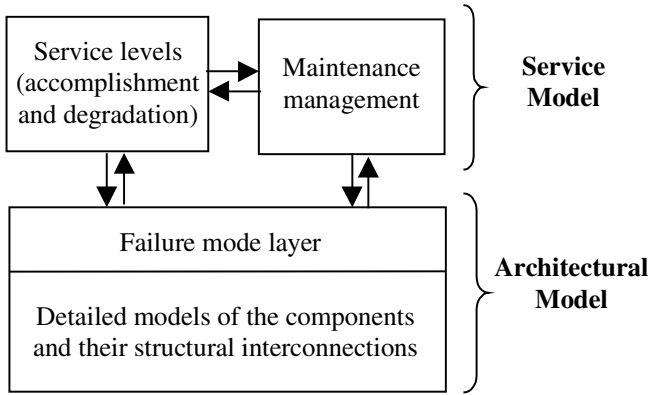 Service levels
(accomplishment
and degradation)
Maintenance
management
Service
Model
Failure mode layer
Detailed models of the components
and their structural interconnections
Architectural
Model